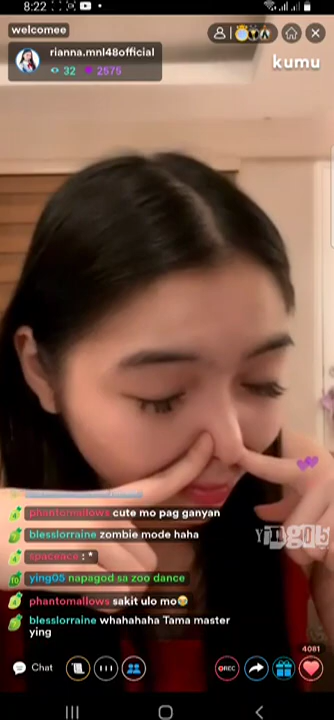 8:22
welcomee
rianna.mnl48official
32 2575
kumu
phantomallows cute mo pag ganyan
blesslorraine zombie mode haha
spaceace : *
ying05 napagod sa zoo dance
phantomallows sakit ulo mo
blesslorraine whahahaha Tama master
ying
4081
Chat
REC